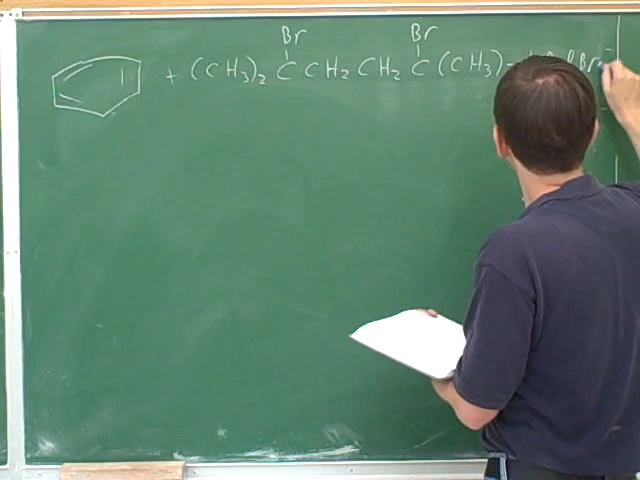 Br Br
+ (CH₃)₂ C CH₂ CH₂ C (CH₃)